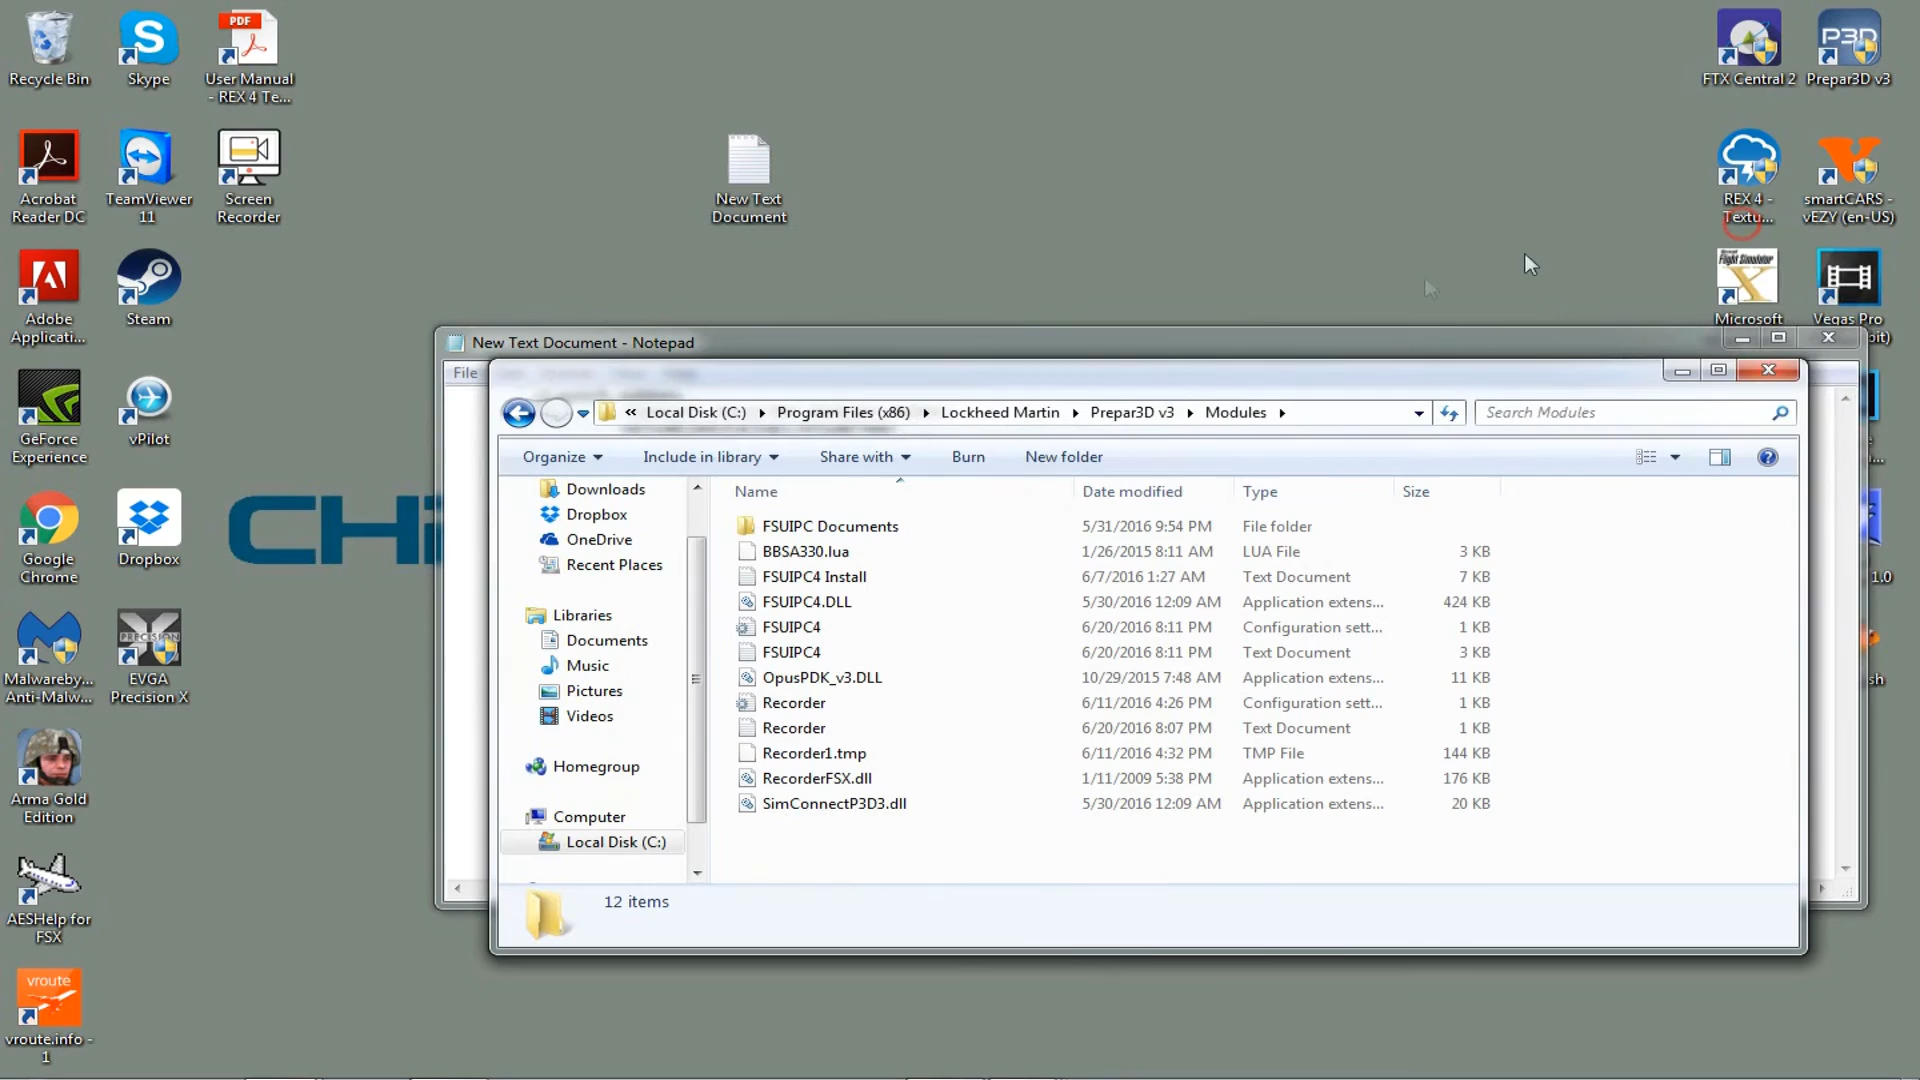 Recycle Bin
Skype
User Manual
- REX 4 Te...
FTX Central 2
P3D
Prepar3D v3
Acrobat
Reader DC
TeamViewer
11
Screen
Recorder
New Text
Document
REX 4 -
Textu...
smartCARS -
vEZY (en-US)
Adobe
Applicati...
Steam
Flight Simulator
Microsoft
Vegas Pro
bit)
GeForce
Experience
vPilot
Google
Chrome
Dropbox
Malwareby...
Anti-Malw...
PRECISION
EVGA
Precision X
Arma Gold
Edition
AESHelp for
FSX
vroute
vroute.info -
1
PDF
CHi
1.0
sh
New Text Document - Notepad
File
« Local Disk (C:) Program Files (x86) Lockheed Martin Prepar3D v3 Modules
Search Modules
Organize Include in library Share with Burn New folder
Downloads
Dropbox
OneDrive
Recent Places
Libraries
Documents
Music
Pictures
Videos
Homegroup
Computer
Local Disk (C:)
Name Date modified Type Size
FSUIPC Documents 5/31/2016 9:54 PM File folder
BBSA330.lua 1/26/2015 8:11 AM LUA File 3 KB
FSUIPC4 Install 6/7/2016 1:27 AM Text Document 7 KB
FSUIPC4.DLL 5/30/2016 12:09 AM Application extens... 424 KB
FSUIPC4 6/20/2016 8:11 PM Configuration sett... 1 KB
FSUIPC4 6/20/2016 8:11 PM Text Document 3 KB
OpusPDK_v3.DLL 10/29/2015 7:48 AM Application extens... 11 KB
Recorder 6/11/2016 4:26 PM Configuration sett... 1 KB
Recorder 6/20/2016 8:07 PM Text Document 1 KB
Recorder1.tmp 6/11/2016 4:32 PM TMP File 144 KB
RecorderFSX.dll 1/11/2009 5:38 PM Application extens... 176 KB
SimConnectP3D3.dll 5/30/2016 12:09 AM Application extens... 20 KB
12 items